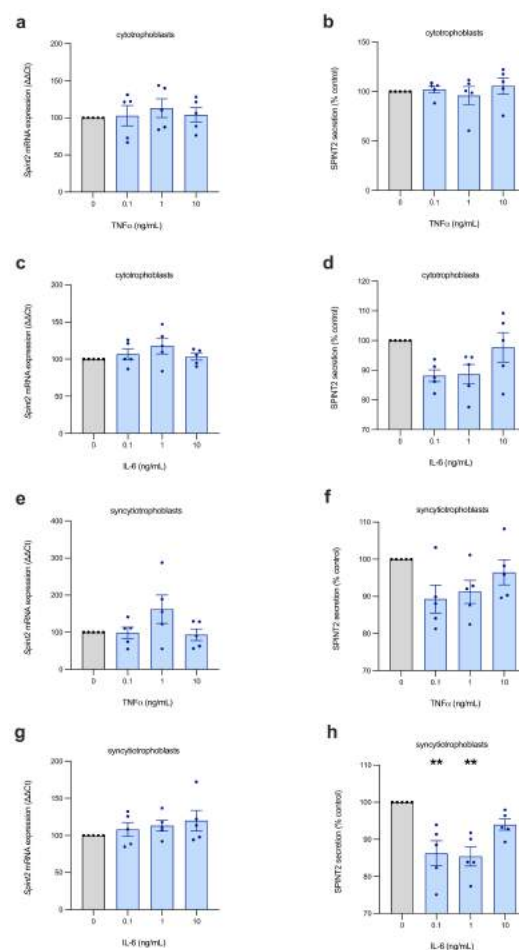 a
cytotrophoblasts
Spint2 mRNA expression (ΔΔCt)
200
150
100
50
0
0 0.1 1 10
TNFα (ng/mL)
b
cytotrophoblasts
SPINT2 secretion (% control)
150
100
50
0
0 0.1 1 10
TNFα (ng/mL)
c
cytotrophoblasts
Spint2 mRNA expression (ΔΔCt)
200
150
100
50
0
0 0.1 1 10
IL-6 (ng/mL)
d
cytotrophoblasts
SPINT2 secretion (% control)
120
110
100
90
80
70
0 0.1 1 10
IL-6 (ng/mL)
e
syncytiotrophoblasts
Spint2 mRNA expression (ΔΔCt)
400
300
200
100
0
0 0.1 1 10
TNFα (ng/mL)
f
syncytiotrophoblasts
SPINT2 secretion (% control)
110
100
90
80
70
0 0.1 1 10
TNFα (ng/mL)
g
syncytiotrophoblasts
Spint2 mRNA expression (ΔΔCt)
200
150
100
50
0
0 0.1 1 10
IL-6 (ng/mL)
h
syncytiotrophoblasts
** **
SPINT2 secretion (% control)
110
100
90
80
70
0 0.1 1 10
IL-6 (ng/mL)